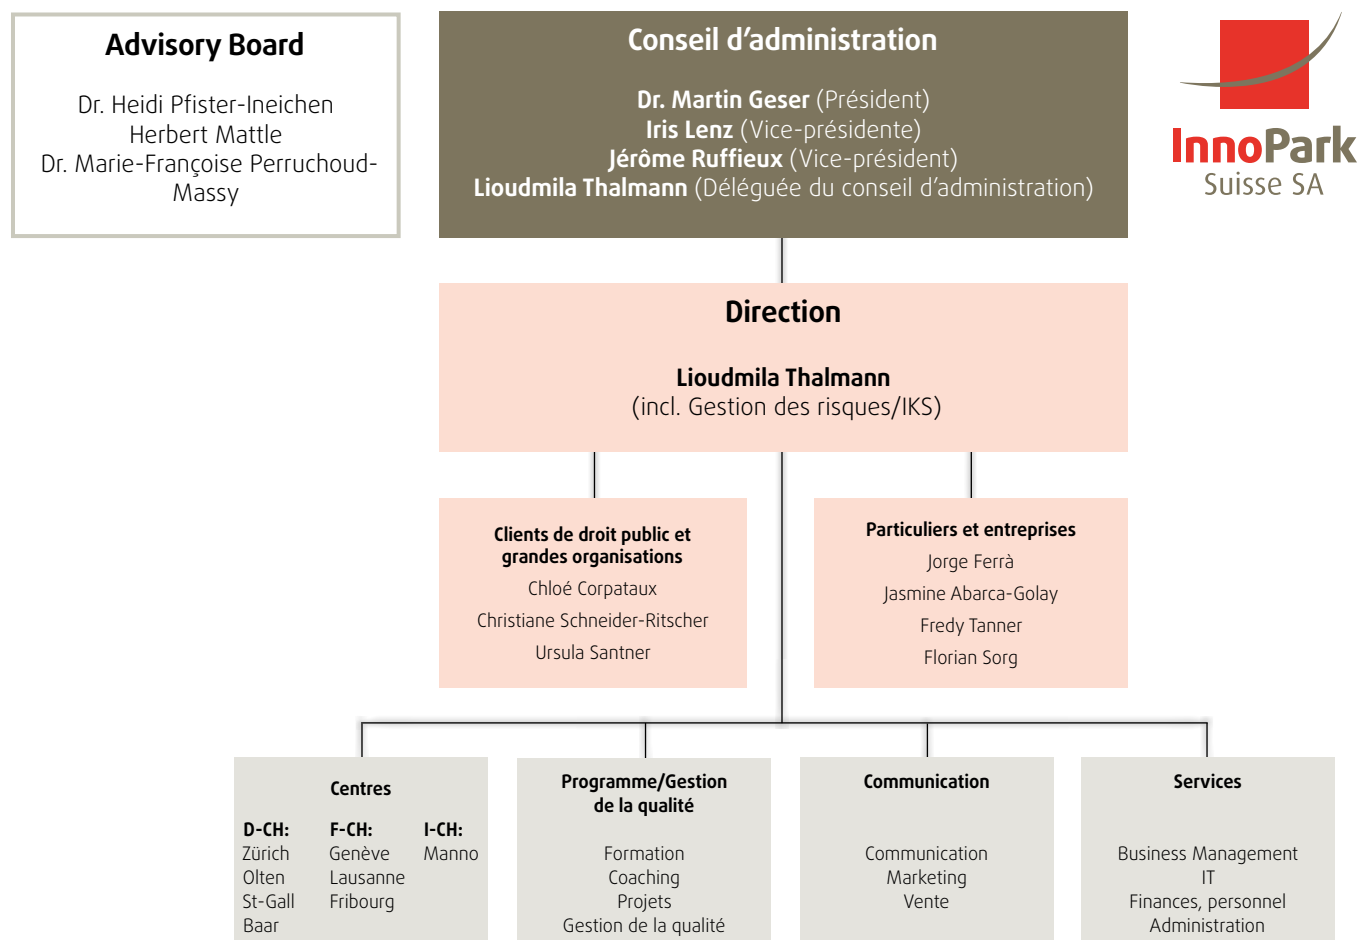 Advisory Board
Dr. Heidi Pfister-Ineichen
Herbert Mattle
Dr. Marie-Françoise Perruchoud-
Massy
Conseil d’administration
Dr. Martin Geser (Président)
Iris Lenz (Vice-présidente)
Jérôme Ruffieux (Vice-président)
Lioudmila Thalmann (Déléguée du conseil d’administration)
InnoPark
Suisse SA
Direction
Lioudmila Thalmann
(incl. Gestion des risques/IKS)
Clients de droit public et
grandes organisations
Chloé Corpataux
Christiane Schneider-Ritscher
Ursula Santner
Particuliers et entreprises
Jorge Ferrà
Jasmine Abarca-Golay
Fredy Tanner
Florian Sorg
Centres
D-CH:
Zürich
Olten
St-Gall
Baar
F-CH:
Genève
Lausanne
Fribourg
I-CH:
Manno
Programme/Gestion
de la qualité
Formation
Coaching
Projets
Gestion de la qualité
Communication
Communication
Marketing
Vente
Services
Business Management
IT
Finances, personnel
Administration